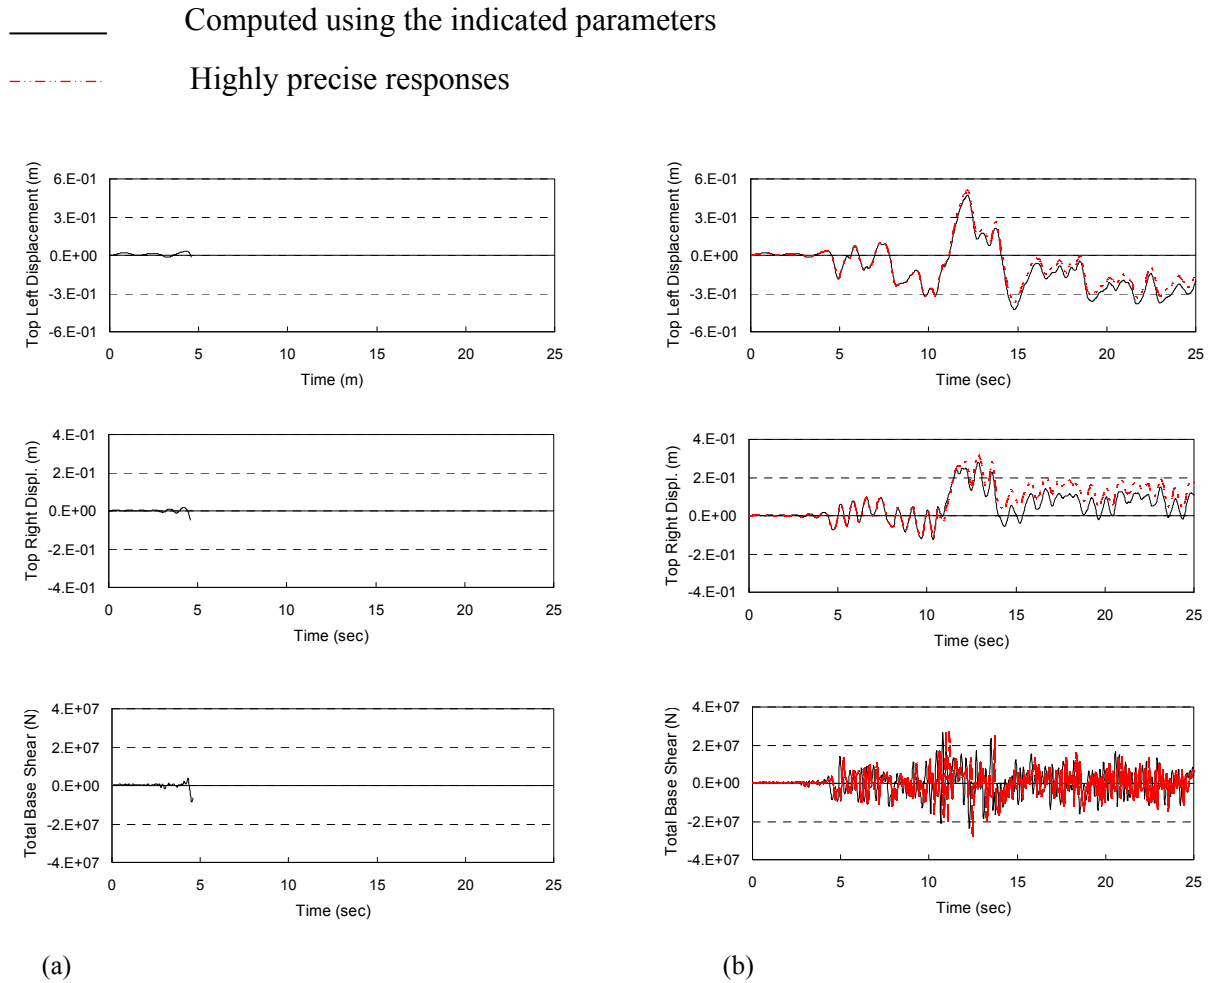 Computed using the indicated parameters
Highly precise responses
Top Left Displacement (m)
6.E-01
3.E-01
0.E+00
-3.E-01
-6.E-01
0 5 10 15 20 25
Time (m)
Top Left Displacement (m)
6.E-01
3.E-01
0.E+00
-3.E-01
-6.E-01
0 5 10 15 20 25
Time (sec)
Top Right Displ. (m)
4.E-01
2.E-01
0.E+00
-2.E-01
-4.E-01
0 5 10 15 20 25
Time (sec)
Top Right Displ. (m)
4.E-01
2.E-01
0.E+00
-2.E-01
-4.E-01
0 5 10 15 20 25
Time (sec)
Total Base Shear (N)
4.E+07
2.E+07
0.E+00
-2.E+07
-4.E+07
0 5 10 15 20 25
Time (sec)
Total Base Shear (N)
4.E+07
2.E+07
0.E+00
-2.E+07
-4.E+07
0 5 10 15 20 25
Time (sec)
(a)
(b)